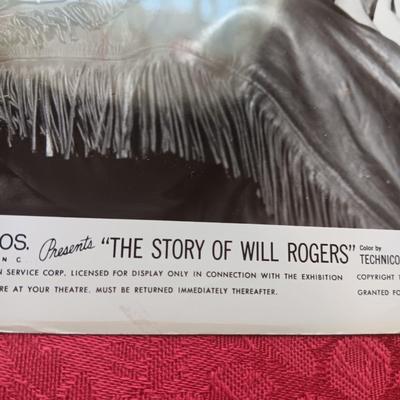 OS. Presents "THE STORY OF WILL ROGERS" Color by
N C TECHNICO
N SERVICE CORP. LICENSED FOR DISPLAY ONLY IN CONNECTION WITH THE EXHIBITION COPYRIGHT 1
RE AT YOUR THEATRE. MUST BE RETURNED IMMEDIATELY THEREAFTER. GRANTED FO